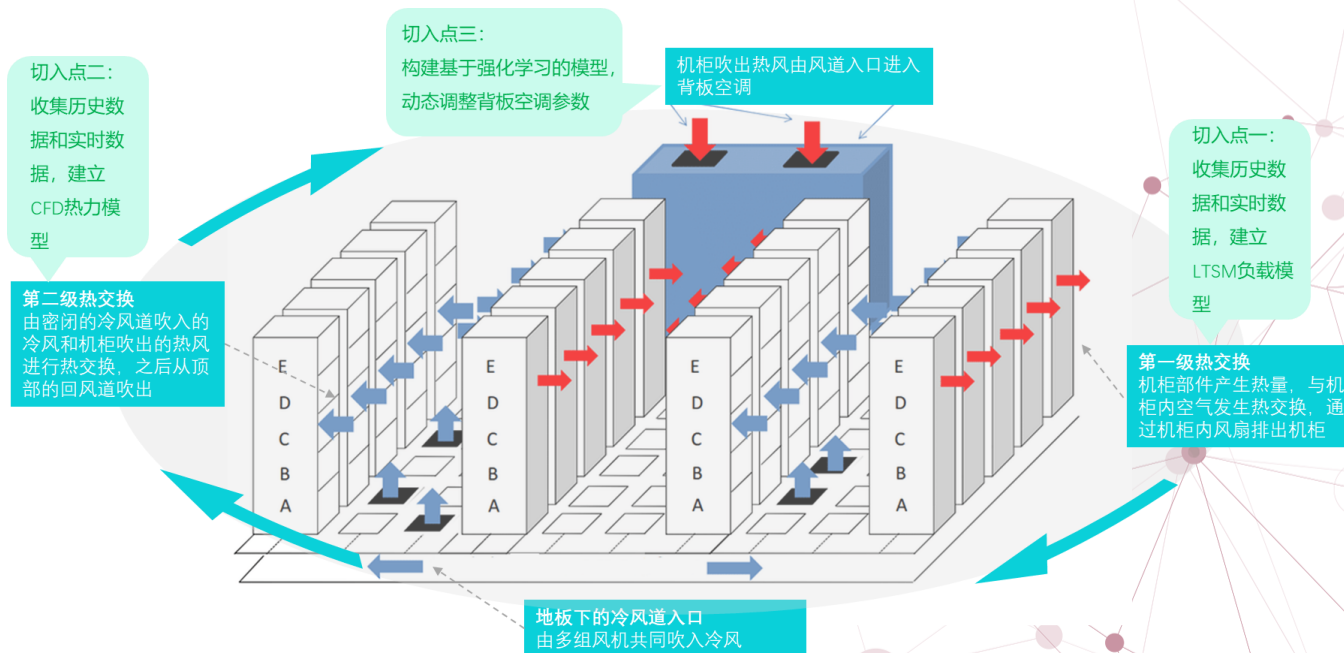 切入点三：
构建基于强化学习的模型，
动态调整背板空调参数
机柜吹出热风由风道入口进入
背板空调
切入点二：
收集历史数
据和实时数
据，建立
CFD热力模
型
切入点一：
收集历史数
据和实时数
据，建立
LTSM负载模
型
第二级热交换
由密闭的冷风道吹入的
冷风和机柜吹出的热风
进行热交换，之后从顶
部的回风道吹出
第一级热交换
机柜部件产生热量，与机
柜内空气发生热交换，通
过机柜内风扇排出机柜
E
D
C
B
A
E
D
C
B
A
E
D
C
B
A
E
D
C
B
A
地板下的冷风道入口
由多组风机共同吹入冷风